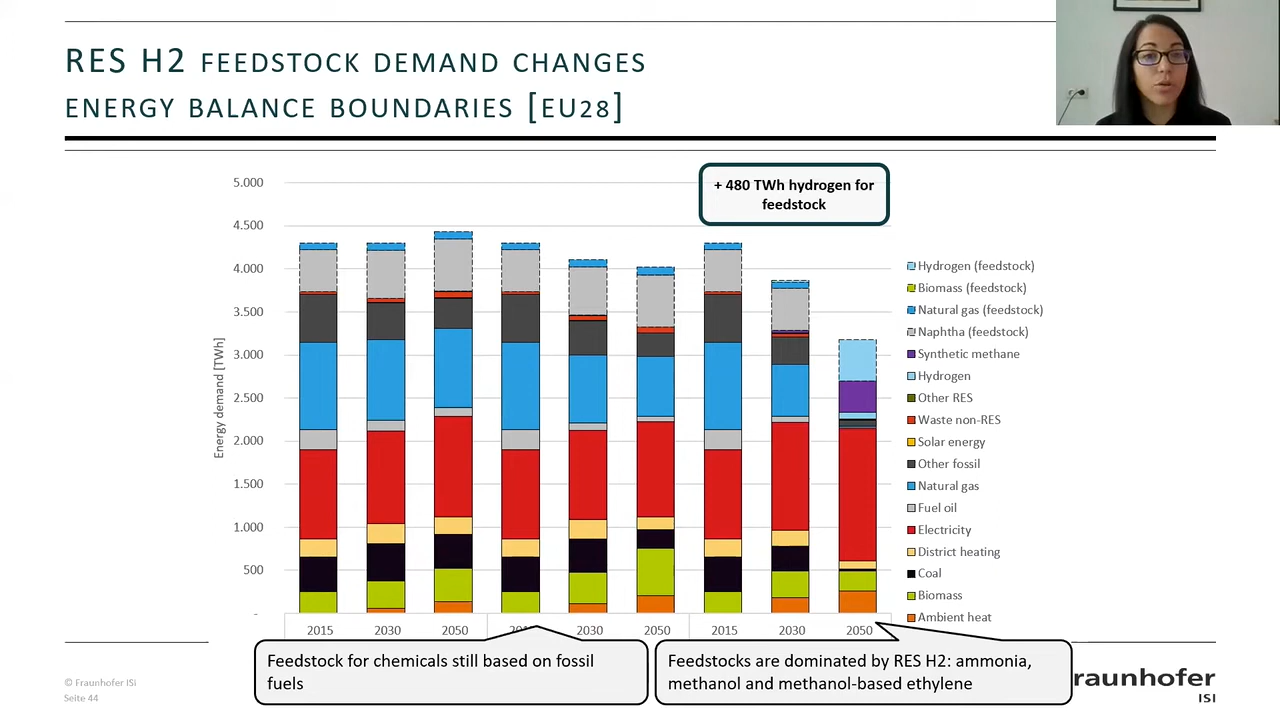 RES H2 FEEDSTOCK DEMAND CHANGES
ENERGY BALANCE BOUNDARIES [EU28]
+ 480 TWh hydrogen for
feedstock
Energy demand [TWh]
5.000
4.500
4.000
3.500
3.000
2.500
2.000
1.500
1.000
500
-
2015
2030
2050
2030
2050
2015
2030
2050
Hydrogen (feedstock)
Biomass (feedstock)
Natural gas (feedstock)
Naphtha (feedstock)
Synthetic methane
Hydrogen
Other RES
Waste non-RES
Solar energy
Other fossil
Natural gas
Fuel oil
Electricity
District heating
Coal
Biomass
Ambient heat
Feedstock for chemicals still based on fossil
fuels
Feedstocks are dominated by RES H2: ammonia,
methanol and methanol-based ethylene
© Fraunhofer ISI
Seite 44
raunhofer
ISI